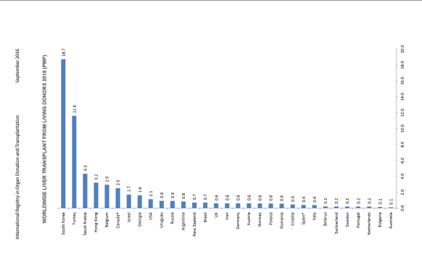 International Registry in Organ Donation and Transplantation
September 2016
WORLDWIDE LIVER TRANSPLANT FROM LIVING DONORS 2015 (PMP)
South Korea 18.7
Turkey 11.6
Saudi Arabia 4.3
Hong Kong 3.2
Belgium 2.9
Canada* 2.5
Israel 1.7
Georgia 1.6
USA 1.1
Uruguay 0.9
Russia 0.9
Argentina 0.8
New Zealand 0.7
Brazil 0.7
UK 0.6
Iran 0.6
Germany 0.6
Austria 0.6
Norway 0.6
Poland 0.6
Romania 0.6
Croatia 0.5
Spain* 0.4
Italy 0.4
Belarus 0.2
Switzerland 0.2
Sweden 0.2
Portugal 0.2
Netherlands 0.2
Bulgaria 0.1
Australia 0.1
0.0
2.0
4.0
6.0
8.0
10.0
12.0
14.0
16.0
18.0
20.0